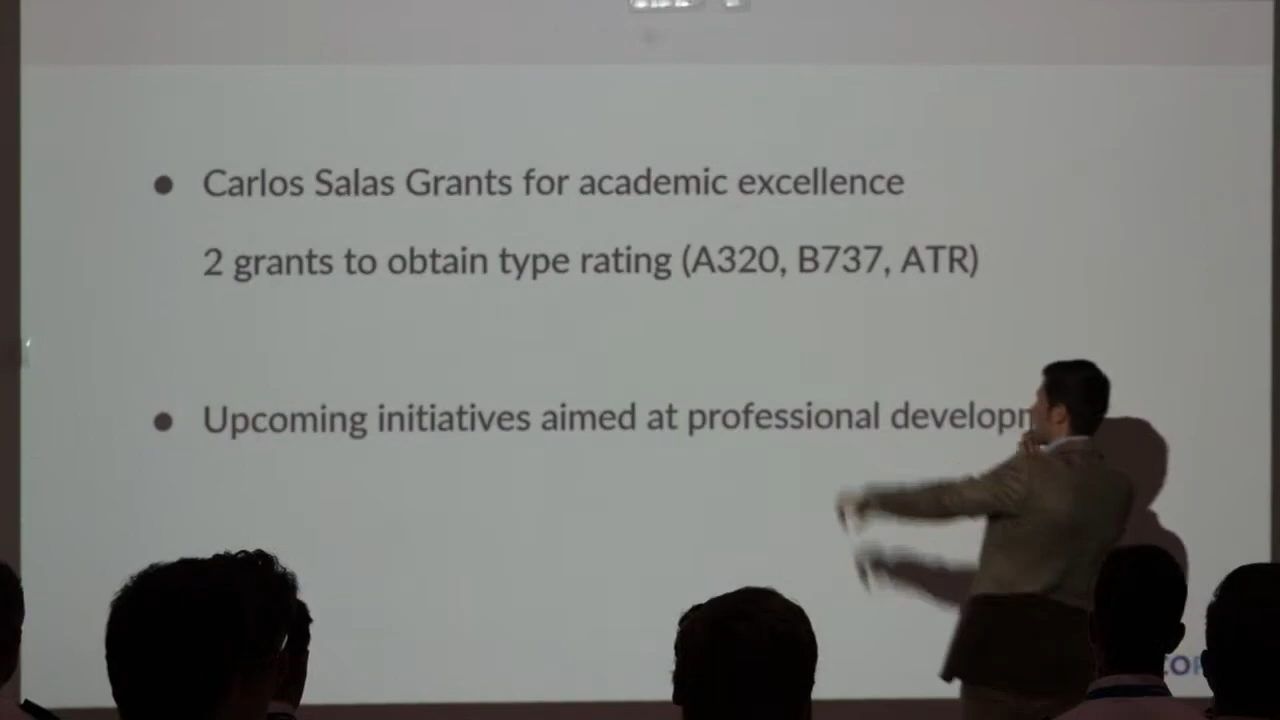 ● Carlos Salas Grants for academic excellence
2 grants to obtain type rating (A320, B737, ATR)
● Upcoming initiatives aimed at professional